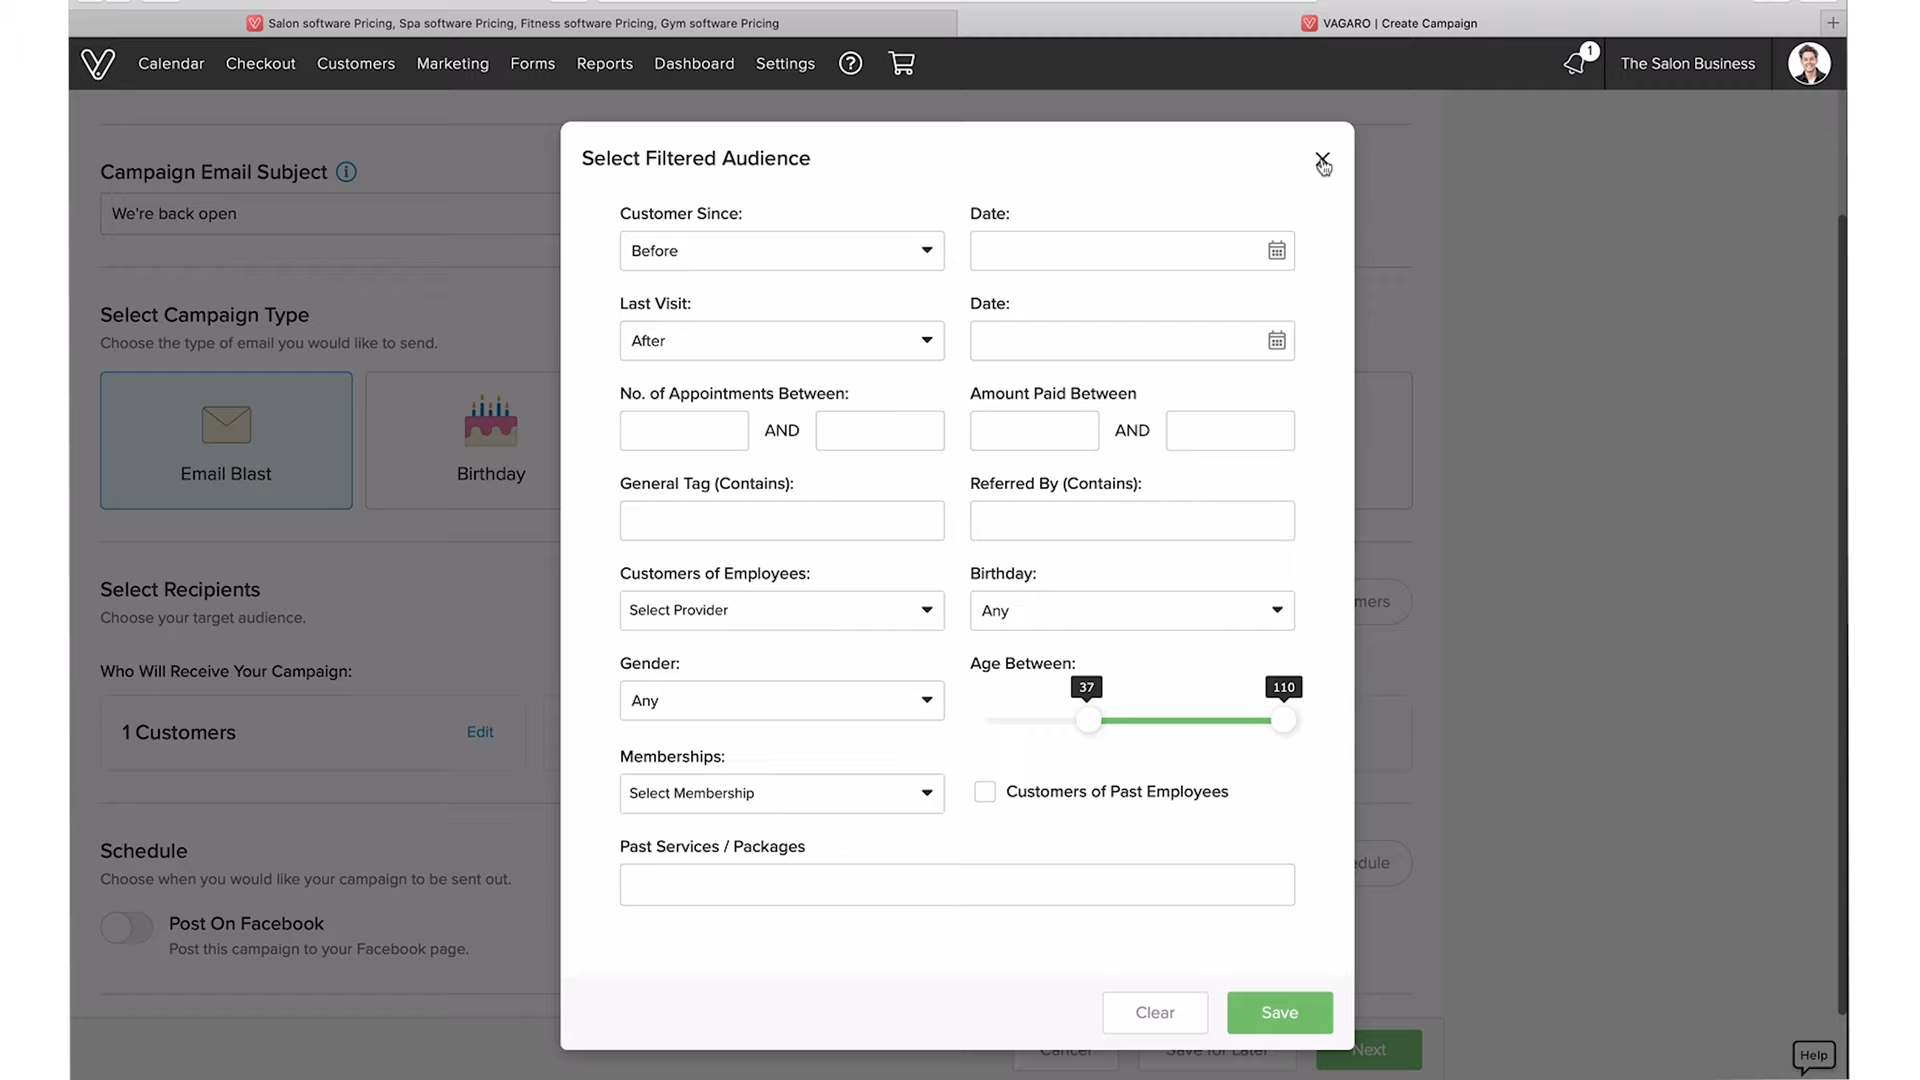 Salon software Pricing, Spa software Pricing, Fitness software Pricing, Gym software Pricing
VAGARO | Create Campaign
Calendar Checkout Customers Marketing Forms Reports Dashboard Settings
1
The Salon Business
Campaign Email Subject
We're back open
Select Campaign Type
Choose the type of email you would like to send.
Email Blast
Birthday
Select Recipients
Choose your target audience.
mers
Who Will Receive Your Campaign:
1 Customers
Edit
Schedule
Choose when you would like your campaign to be sent out.
edule
Post On Facebook
Post this campaign to your Facebook page.
Select Filtered Audience
Customer Since:
Date:
Before
Last Visit:
Date:
After
No. of Appointments Between:
Amount Paid Between
AND
AND
General Tag (Contains):
Referred By (Contains):
Customers of Employees:
Birthday:
Select Provider
Any
Gender:
Age Between:
Any
37
110
Memberships:
Select Membership
Customers of Past Employees
Past Services / Packages
Clear
Save
Cancel
Save for Later
Next
Help